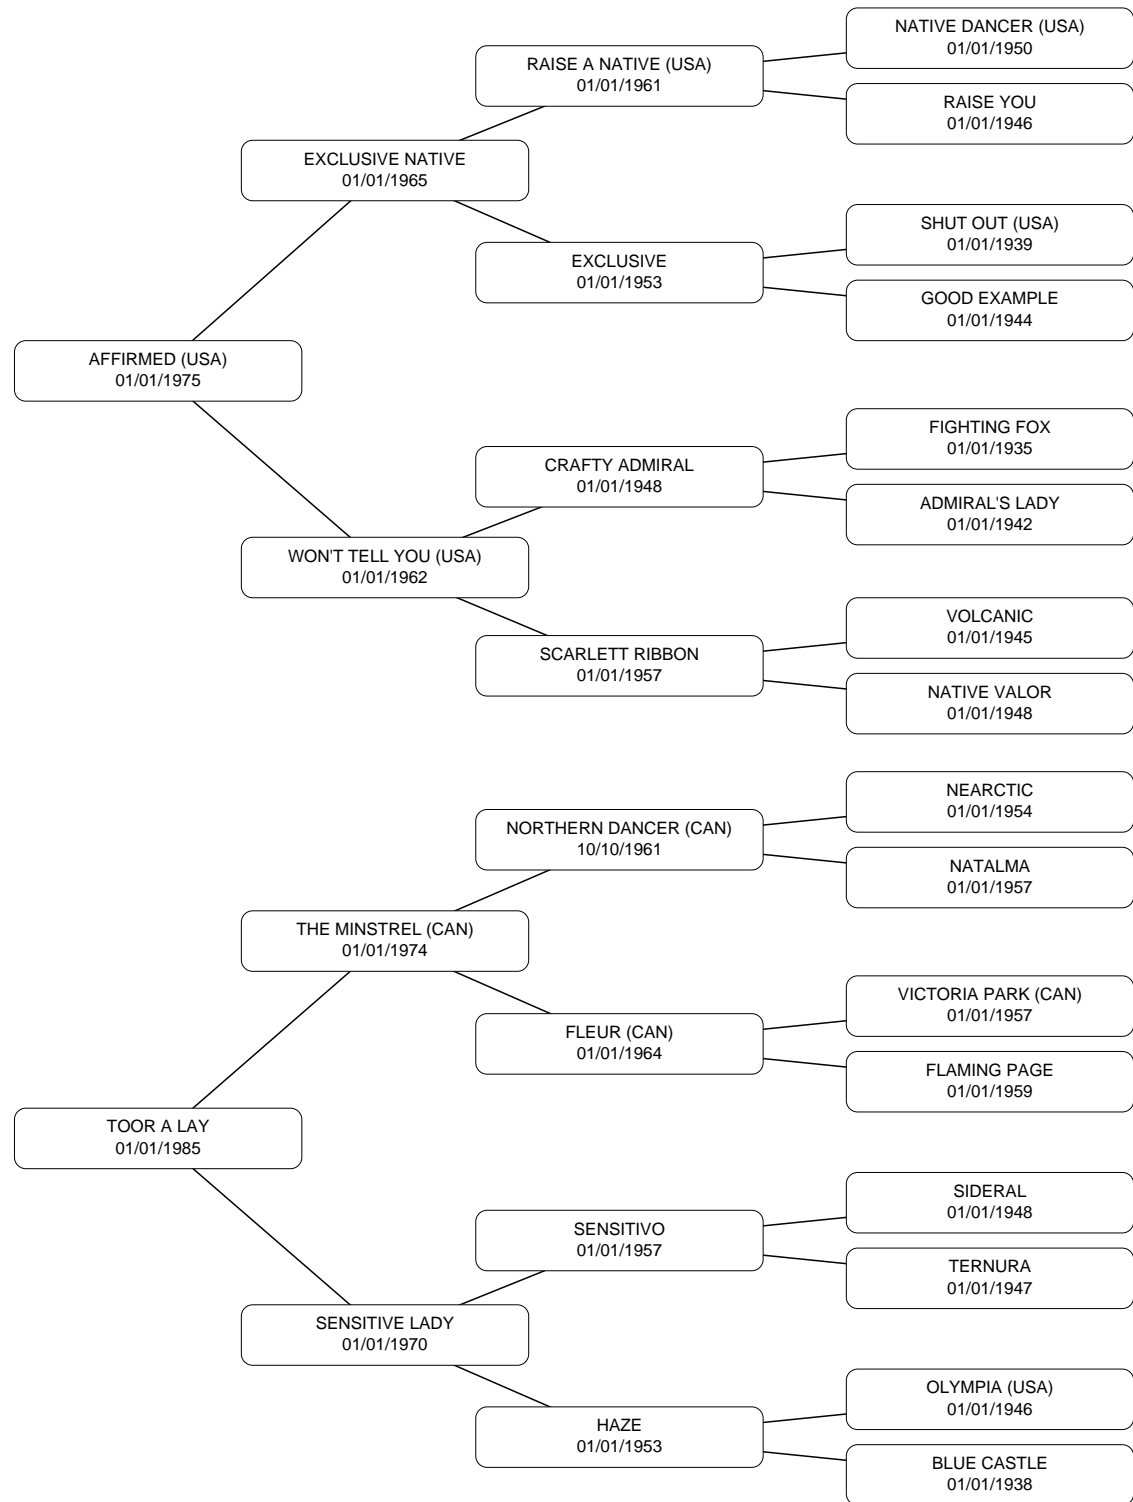 NATIVE DANCER (USA)
01/01/1950
RAISE A NATIVE (USA)
01/01/1961
RAISE YOU
01/01/1946
EXCLUSIVE NATIVE
01/01/1965
SHUT OUT (USA)
01/01/1939
EXCLUSIVE
01/01/1953
GOOD EXAMPLE
01/01/1944
AFFIRMED (USA)
01/01/1975
FIGHTING FOX
01/01/1935
CRAFTY ADMIRAL
01/01/1948
ADMIRAL'S LADY
01/01/1942
WON'T TELL YOU (USA)
01/01/1962
VOLCANIC
01/01/1945
SCARLETT RIBBON
01/01/1957
NATIVE VALOR
01/01/1948
NEARCTIC
01/01/1954
NORTHERN DANCER (CAN)
10/10/1961
NATALMA
01/01/1957
THE MINSTREL (CAN)
01/01/1974
VICTORIA PARK (CAN)
01/01/1957
FLEUR (CAN)
01/01/1964
FLAMING PAGE
01/01/1959
TOOR A LAY
01/01/1985
SIDERAL
01/01/1948
SENSITIVO
01/01/1957
TERNURA
01/01/1947
SENSITIVE LADY
01/01/1970
OLYMPIA (USA)
01/01/1946
HAZE
01/01/1953
BLUE CASTLE
01/01/1938